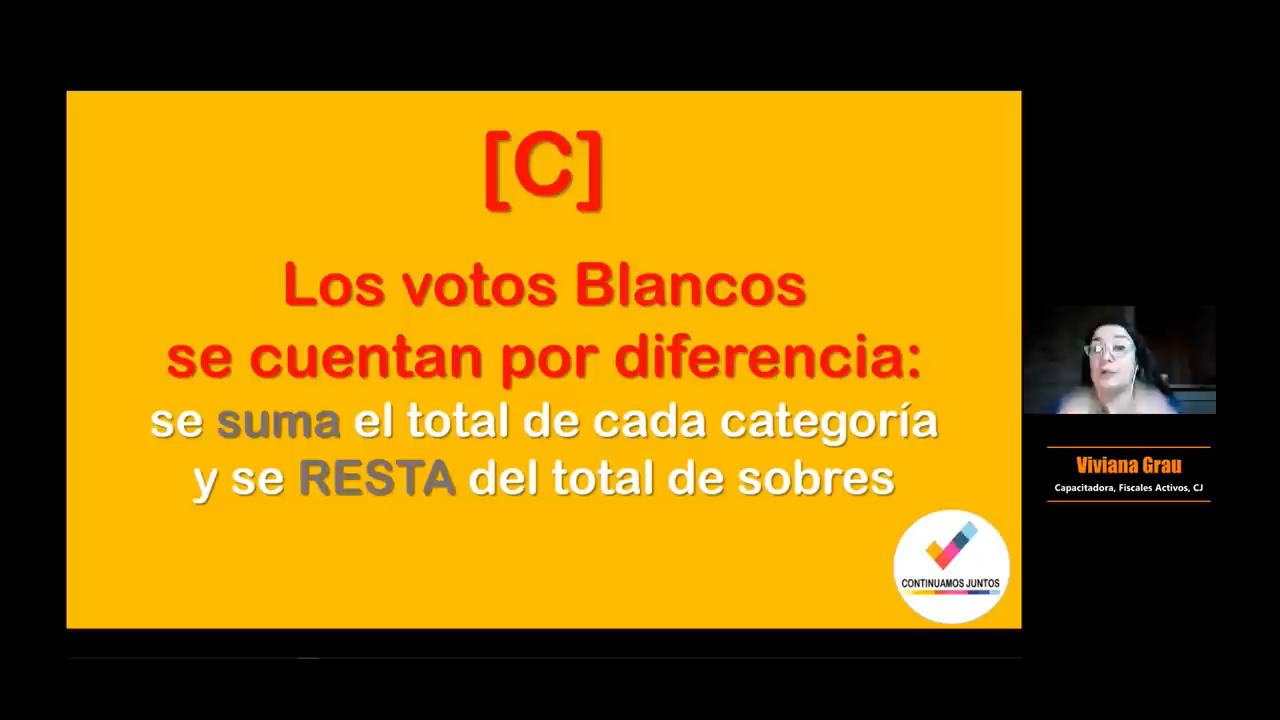 [C]
Los votos Blancos
se cuentan por diferencia:
se suma el total de cada categoría
y se RESTA del total de sobres
CONTINUAMOS JUNTOS
Viviana Grau
Capacitadora, Fiscales Activos, CJ